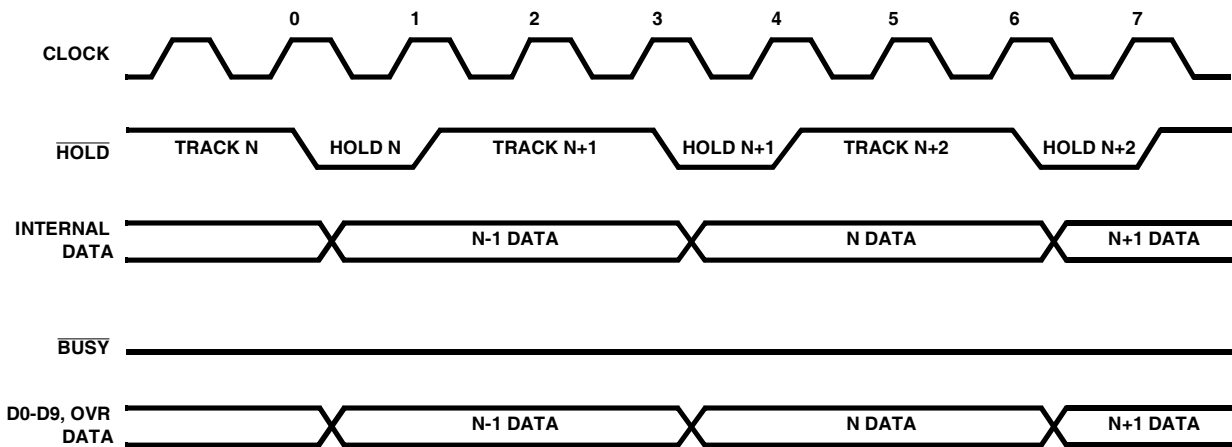 0 1 2 3 4 5 6 7
CLOCK
HOLD TRACK N HOLD N TRACK N+1 HOLD N+1 TRACK N+2 HOLD N+2
INTERNAL
DATA
N-1 DATA N DATA N+1 DATA
BUSY
D0-D9, OVR
DATA
N-1 DATA N DATA N+1 DATA